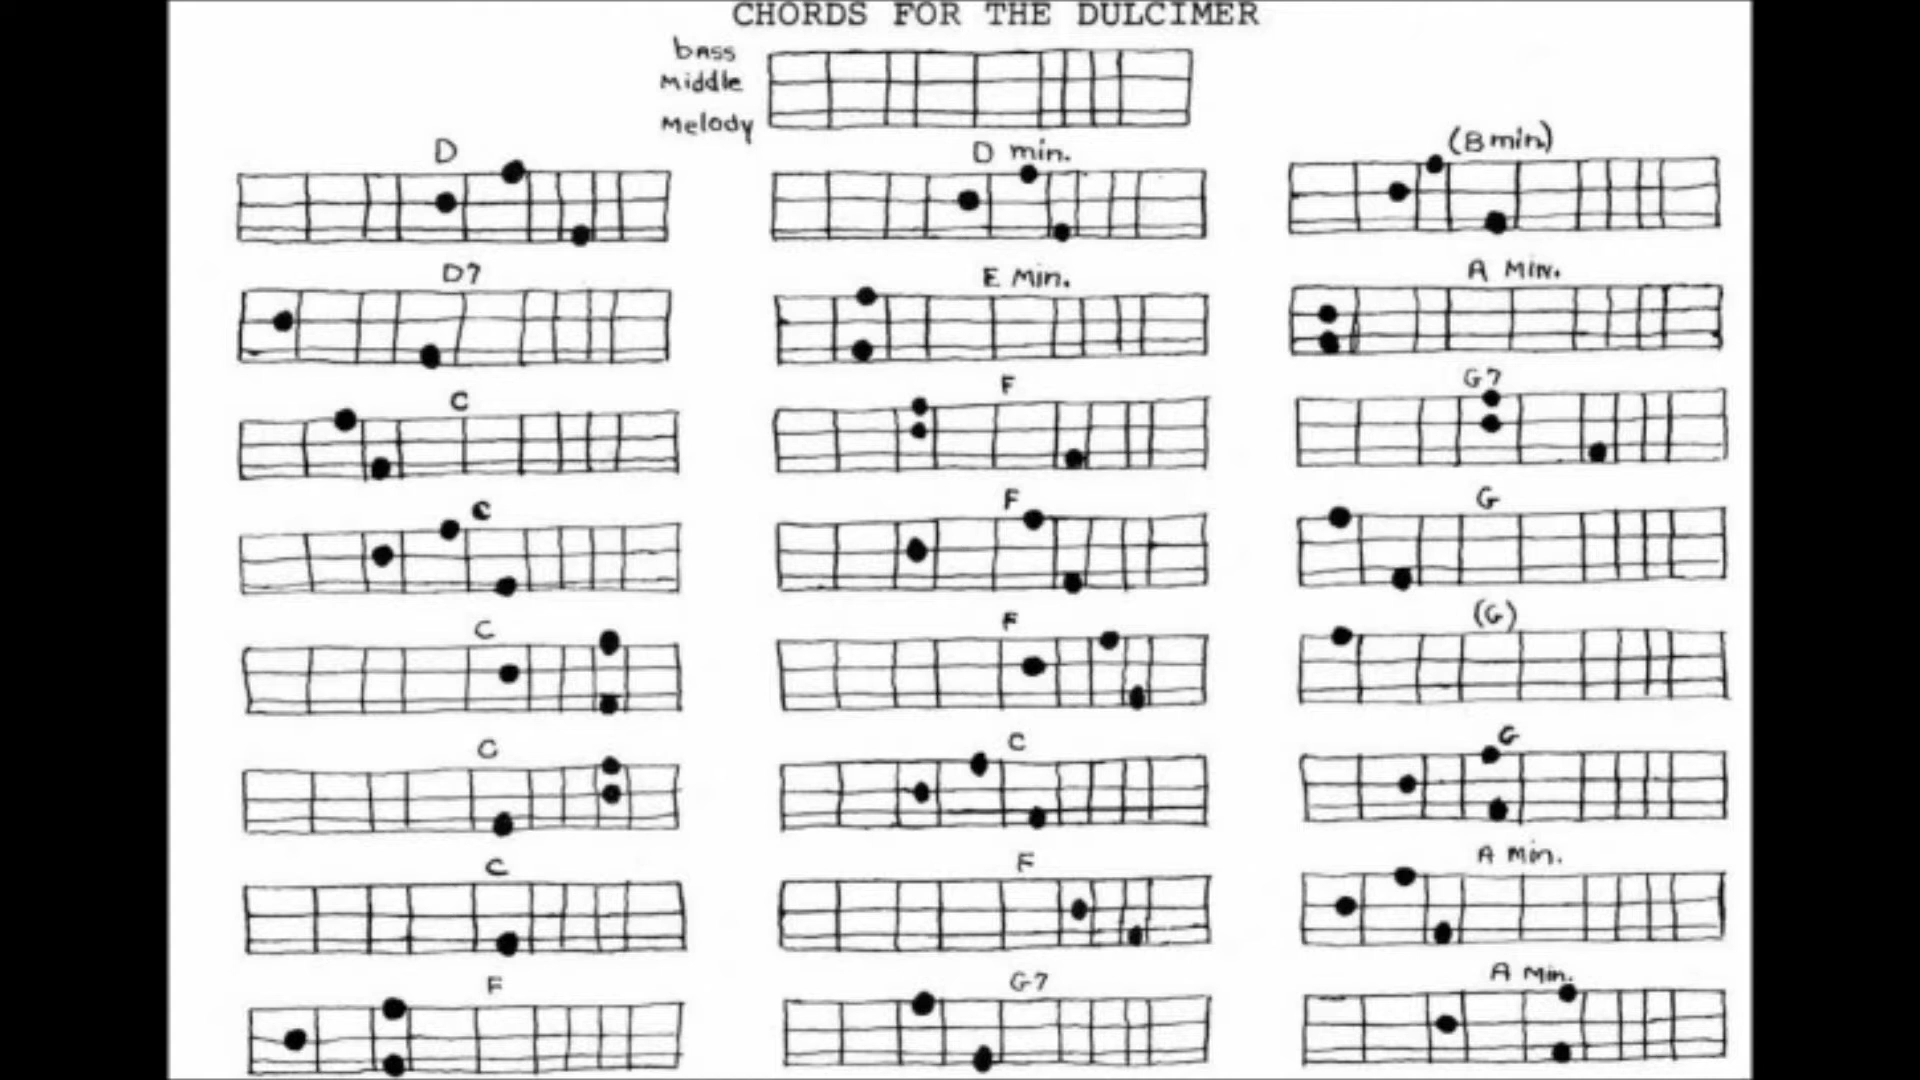 CHORDS FOR THE DULCIMER
bass
Middle
Melody
D
D min.
(B min.)
D7
E Min.
A Min.
C
F
G7
C
F
G
C
F
(G)
C
C
G
C
F
A Min.
F
G7
A Min.